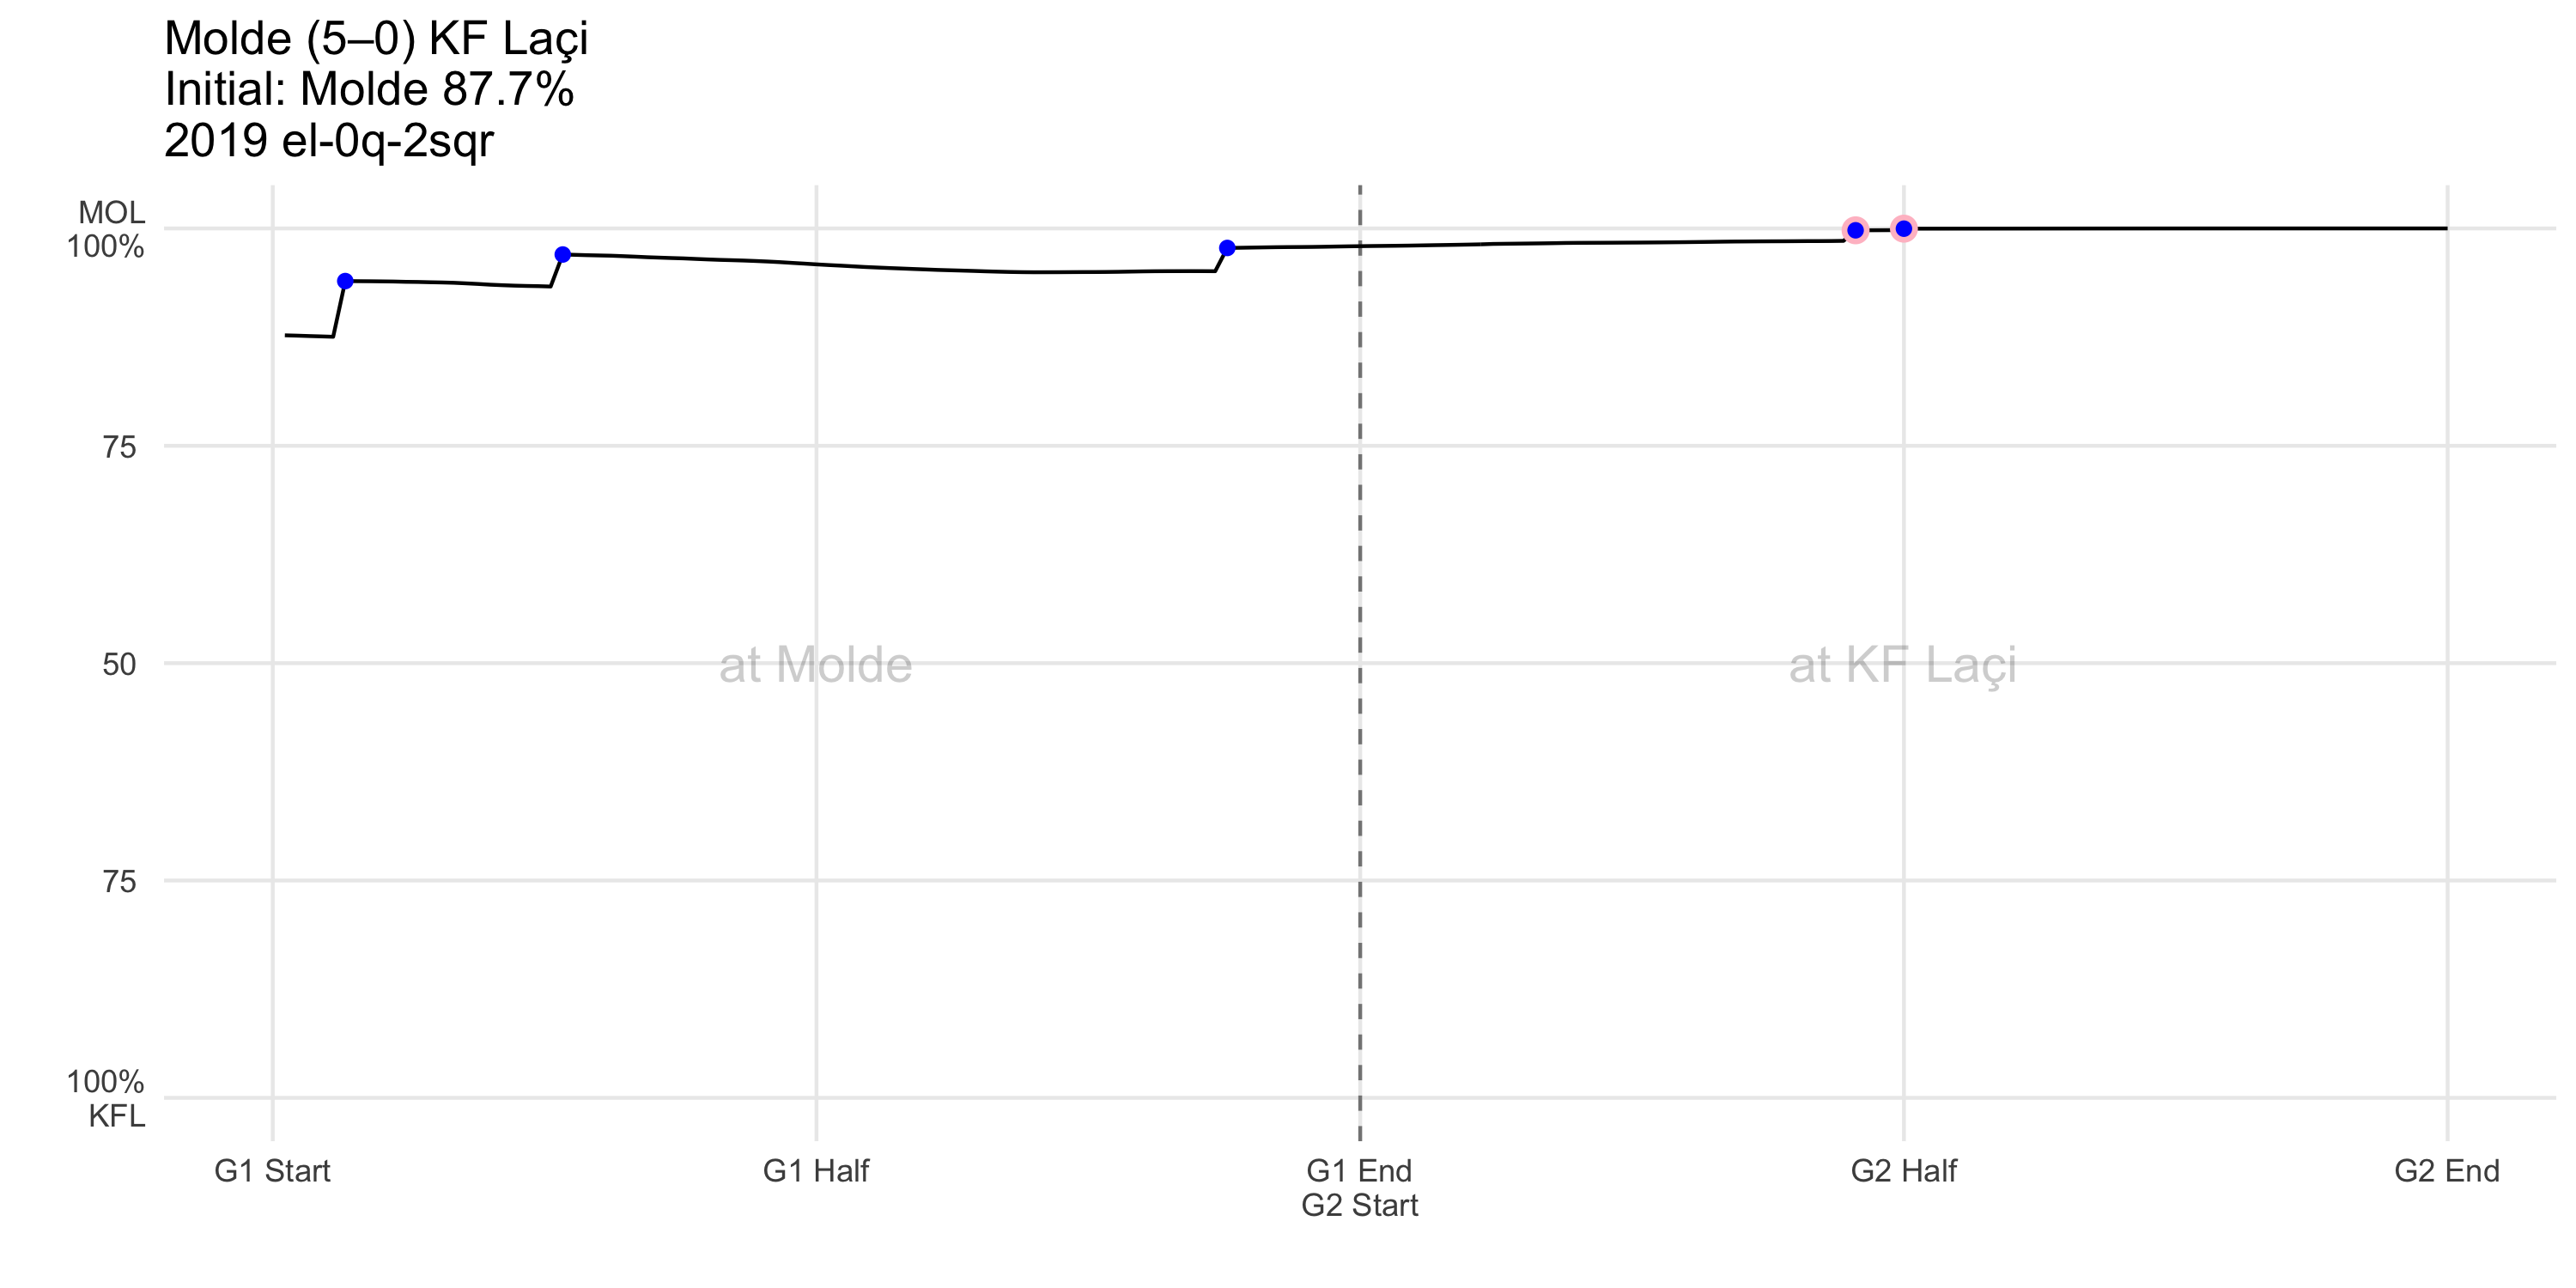 Molde (5–0) KF Laçi
Initial: Molde 87.7%
2019 el-0q-2sqr
MOL
100%
75
50
at Molde
at KF Laçi
75
100%
KFL
G1 Start
G1 Half
G1 End
G2 Start
G2 Half
G2 End